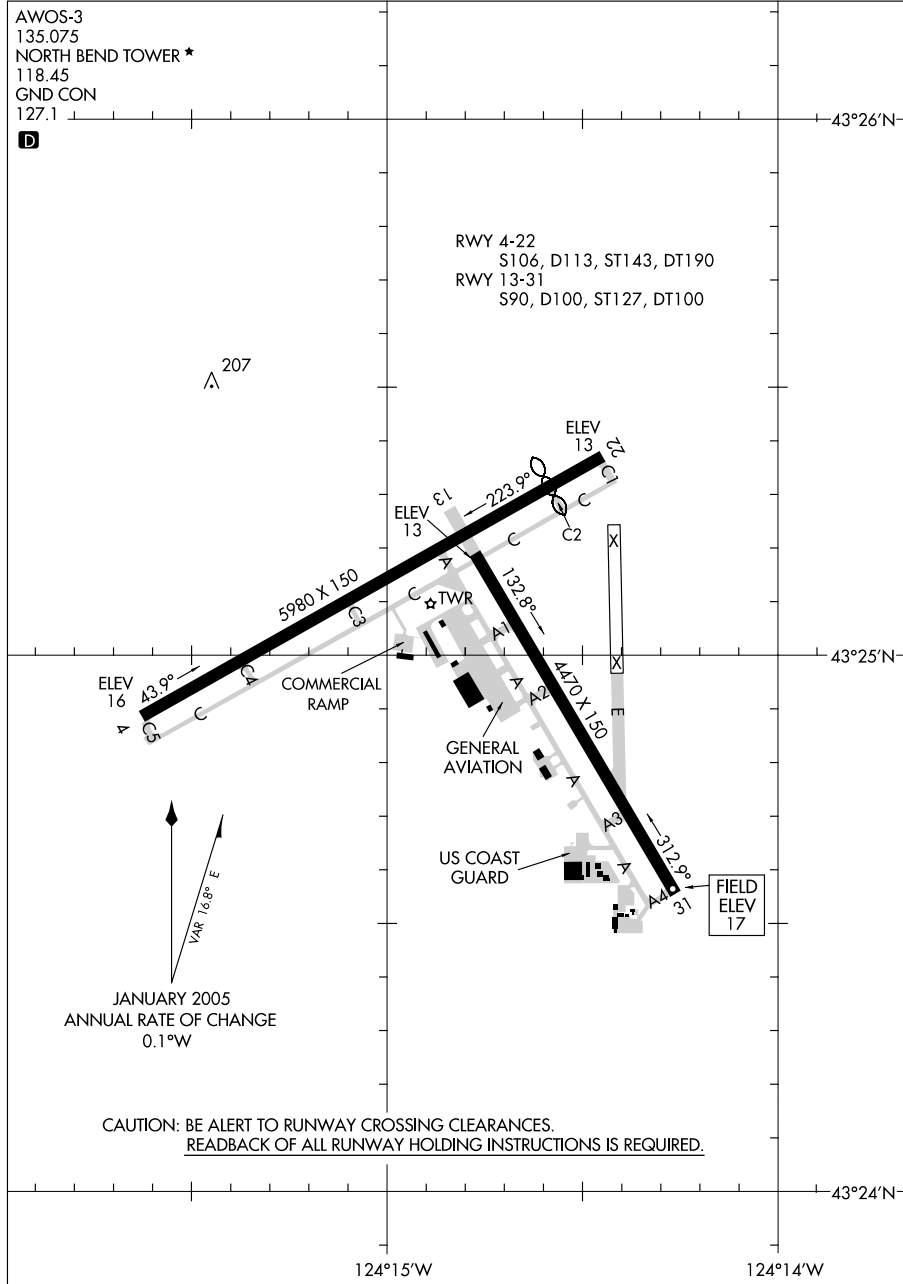 AWOS-3
135.075
NORTH BEND TOWER ★
118.45
GND CON
127.1
D
43°26'N
RWY 4-22
S106, D113, ST143, DT190
RWY 13-31
S90, D100, ST127, DT100
207
ELEV
13
22
C1
223.9°
13
C
C2
ELEV
13
C
A
X
5980 X 150
132.8°
C
TWR
C3
A1
43°25'N
X
43.9°
C4
COMMERCIAL
RAMP
A
A2
4470 X 150
ELEV
16
C
E
4
C5
GENERAL
AVIATION
A
A3
312.9°
US COAST
GUARD
A
A4
31
FIELD
ELEV
17
VAR 16.8° E
JANUARY 2005
ANNUAL RATE OF CHANGE
0.1°W
CAUTION: BE ALERT TO RUNWAY CROSSING CLEARANCES.
READBACK OF ALL RUNWAY HOLDING INSTRUCTIONS IS REQUIRED.
43°24'N
124°15'W
124°14'W